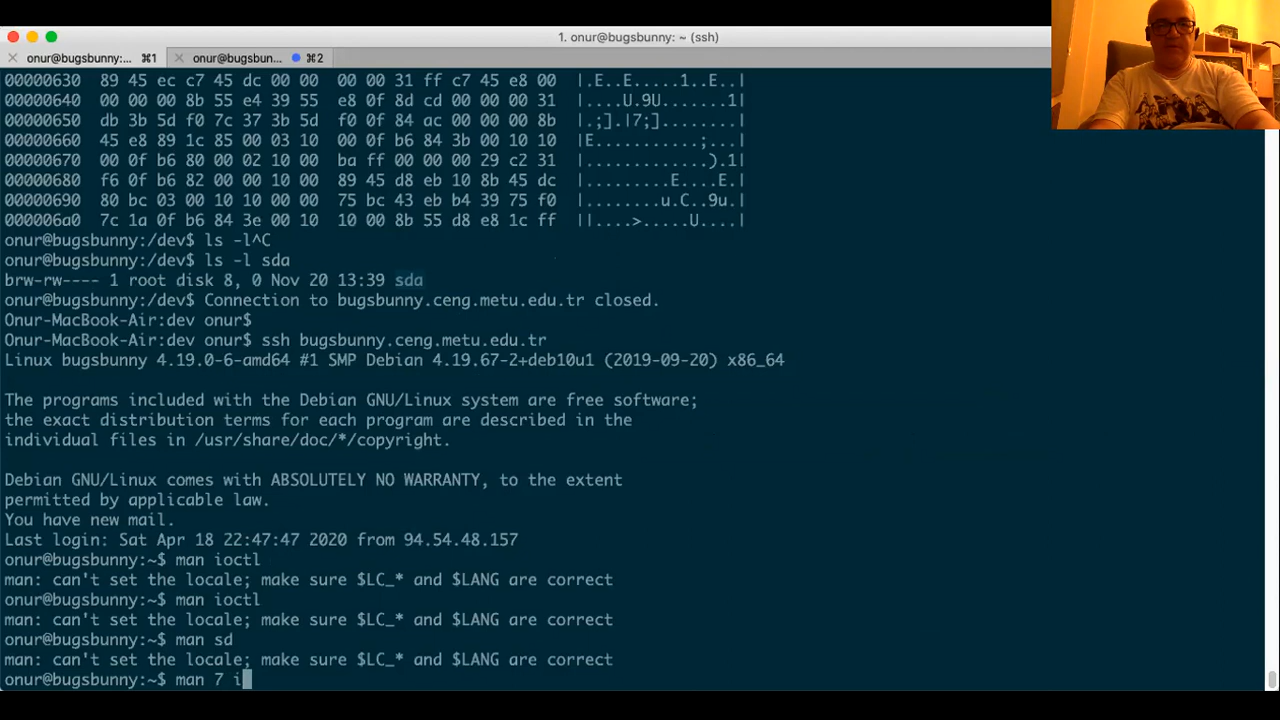 1. onur@bugsbunny: ~ (ssh)
onur@bugsbunny:... ⌘1
onur@bugsbun... ⌘2
00000630  89 45 ec c7 45 dc 00 00  00 00 31 ff c7 45 e8 00  |.E..E.....1..E..|
00000640  00 00 00 8b 55 e4 39 55  e8 0f 8d cd 00 00 00 31  |....U.9U.......1|
00000650  db 3b 5d f0 7c 37 3b 5d  f0 0f 84 ac 00 00 00 8b  |.;].|7;]........|
00000660  45 e8 89 1c 85 00 03 10  00 0f b6 84 3b 00 10 10  |E...........;...|
00000670  00 0f b6 80 00 02 10 00  ba ff 00 00 00 29 c2 31  |.............).1|
00000680  f6 0f b6 82 00 00 10 00  89 45 d8 eb 10 8b 45 dc  |.........E....E.|
00000690  80 bc 03 00 10 10 00 00  75 bc 43 eb b4 39 75 f0  |........u.C..9u.|
000006a0  7c 1a 0f b6 84 3e 00 10  10 00 8b 55 d8 e8 1c ff  ||....>.....U....|
onur@bugsbunny:/dev$ ls -l^C
onur@bugsbunny:/dev$ ls -l sda
brw-rw---- 1 root disk 8, 0 Nov 20 13:39 sda
onur@bugsbunny:/dev$ Connection to bugsbunny.ceng.metu.edu.tr closed.
Onur-MacBook-Air:dev onur$
Onur-MacBook-Air:dev onur$ ssh bugsbunny.ceng.metu.edu.tr
Linux bugsbunny 4.19.0-6-amd64 #1 SMP Debian 4.19.67-2+deb10u1 (2019-09-20) x86_64
The programs included with the Debian GNU/Linux system are free software;
the exact distribution terms for each program are described in the
individual files in /usr/share/doc/*/copyright.
Debian GNU/Linux comes with ABSOLUTELY NO WARRANTY, to the extent
permitted by applicable law.
You have new mail.
Last login: Sat Apr 18 22:47:47 2020 from 94.54.48.157
onur@bugsbunny:~$ man ioctl
man: can't set the locale; make sure $LC_* and $LANG are correct
onur@bugsbunny:~$ man ioctl
man: can't set the locale; make sure $LC_* and $LANG are correct
onur@bugsbunny:~$ man sd
man: can't set the locale; make sure $LC_* and $LANG are correct
onur@bugsbunny:~$ man 7 i